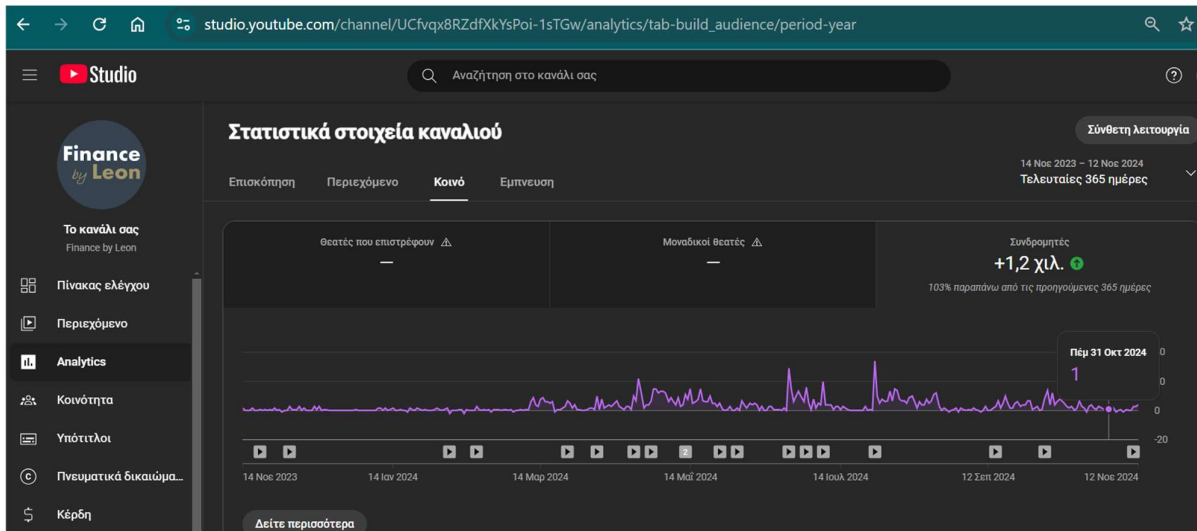 studio.youtube.com/channel/UCfvqx8RZdfXkYsPoi-1sTGw/analytics/tab-build_audience/period-year
Studio
Αναζήτηση στο κανάλι σας
Finance
by Leon
Το κανάλι σας
Finance by Leon
Πίνακας ελέγχου
Περιεχόμενο
Analytics
Κοινότητα
Υπότιτλοι
Πνευματικά δικαιώμα...
Κέρδη
Στατιστικά στοιχεία καναλιού
Σύνθετη λειτουργία
Επισκόπηση Περιεχόμενο Κοινό Εμπνευση
14 Νοε 2023 – 12 Νοε 2024
Τελευταίες 365 ημέρες
Θεατές που επιστρέφουν
—
Μοναδικοί θεατές
—
Συνδρομητές
+1,2 χιλ.
103% παραπάνω από τις προηγούμενες 365 ημέρες
Πέμ 31 Οκτ 2024
1
0
0
0
-20
2
14 Νοε 2023 14 Ιαν 2024 14 Μαρ 2024 14 Μαΐ 2024 14 Ιουλ 2024 12 Σεπ 2024 12 Νοε 2024
Δείτε περισσότερα